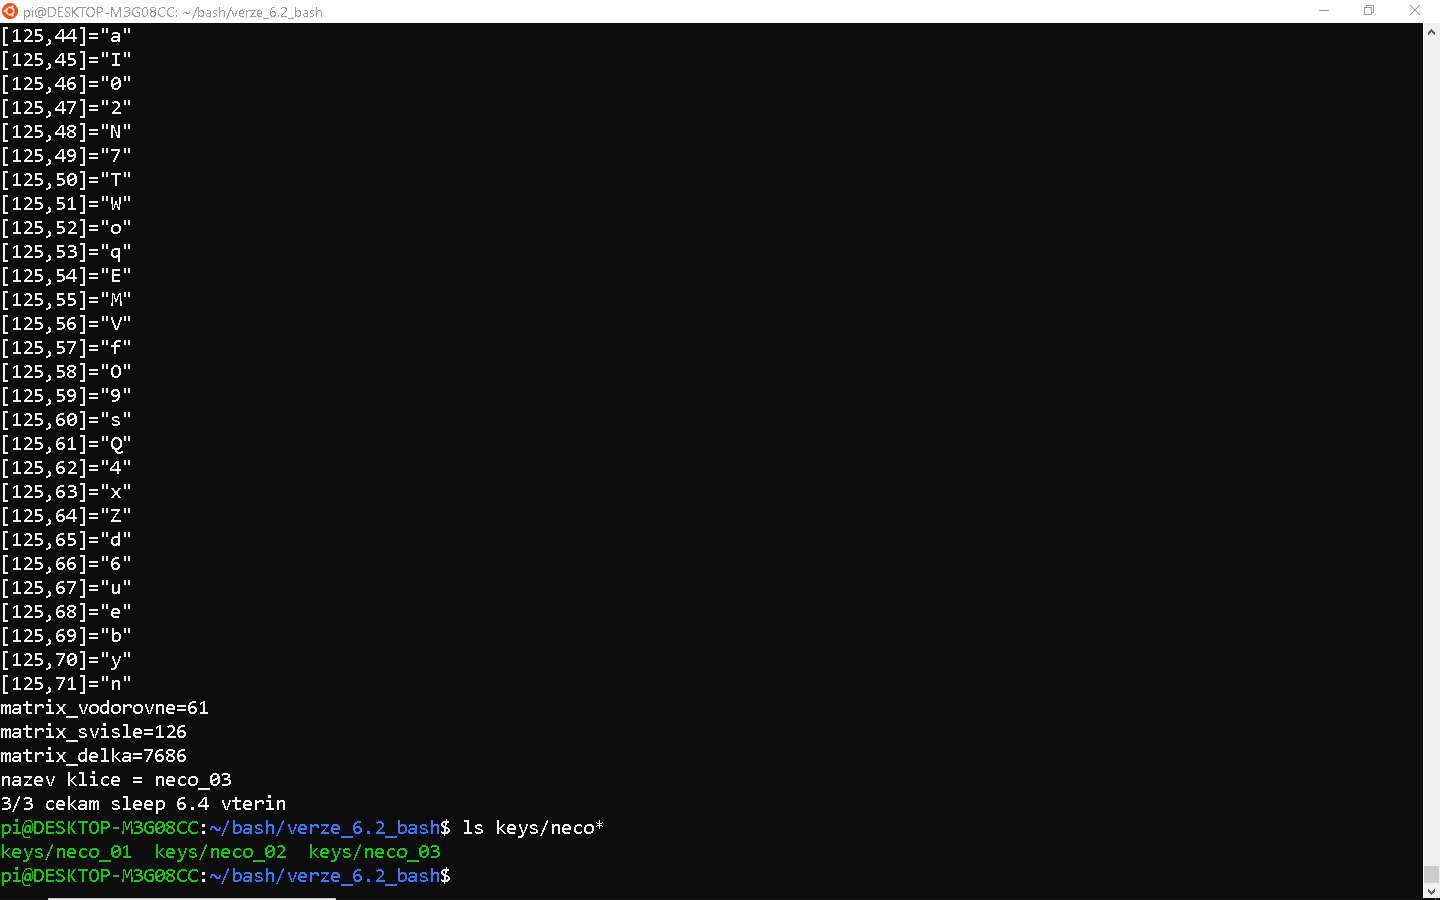 pi@DESKTOP-M3G08CC: ~/bash/verze_6.2_bash
[125,44]="a"
[125,45]="I"
[125,46]="0"
[125,47]="2"
[125,48]="N"
[125,49]="7"
[125,50]="T"
[125,51]="W"
[125,52]="o"
[125,53]="q"
[125,54]="E"
[125,55]="M"
[125,56]="V"
[125,57]="f"
[125,58]="O"
[125,59]="9"
[125,60]="s"
[125,61]="Q"
[125,62]="4"
[125,63]="x"
[125,64]="Z"
[125,65]="d"
[125,66]="6"
[125,67]="u"
[125,68]="e"
[125,69]="b"
[125,70]="y"
[125,71]="n"
matrix_vodorovne=61
matrix_svisle=126
matrix_delka=7686
nazev klice = neco_03
3/3 cekam sleep 6.4 vterin
pi@DESKTOP-M3G08CC:~/bash/verze_6.2_bash$ ls keys/neco*
keys/neco_01  keys/neco_02  keys/neco_03
pi@DESKTOP-M3G08CC:~/bash/verze_6.2_bash$